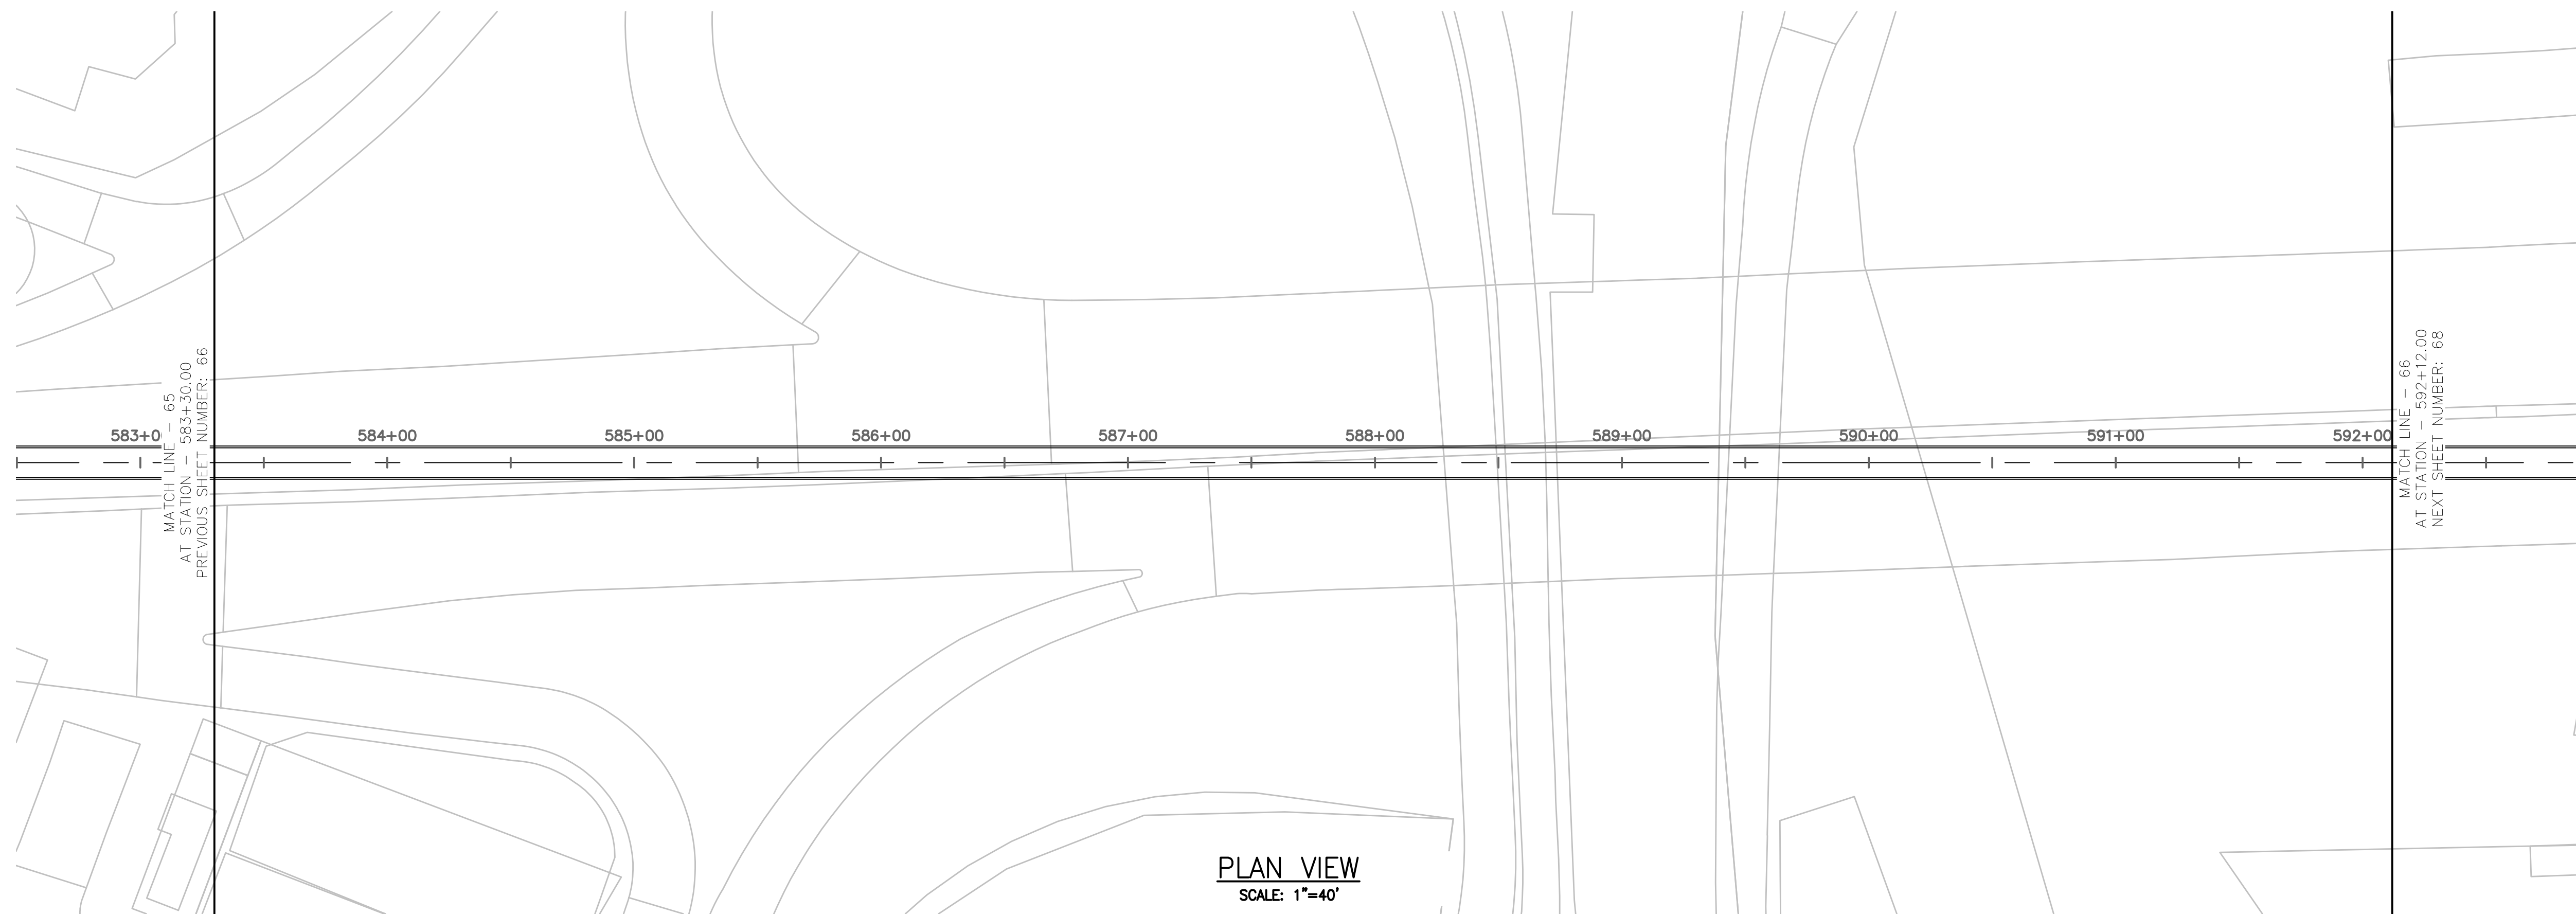 583+0
584+00
585+00
586+00
587+00
588+00
589+00
590+00
591+00
592+00
MATCH LINE - 65
AT STATION - 583+30.00
PREVIOUS SHEET NUMBER: 66
MATCH LINE - 66
AT STATION - 592+12.00
NEXT SHEET NUMBER: 68
PLAN VIEW
SCALE: 1"=40'